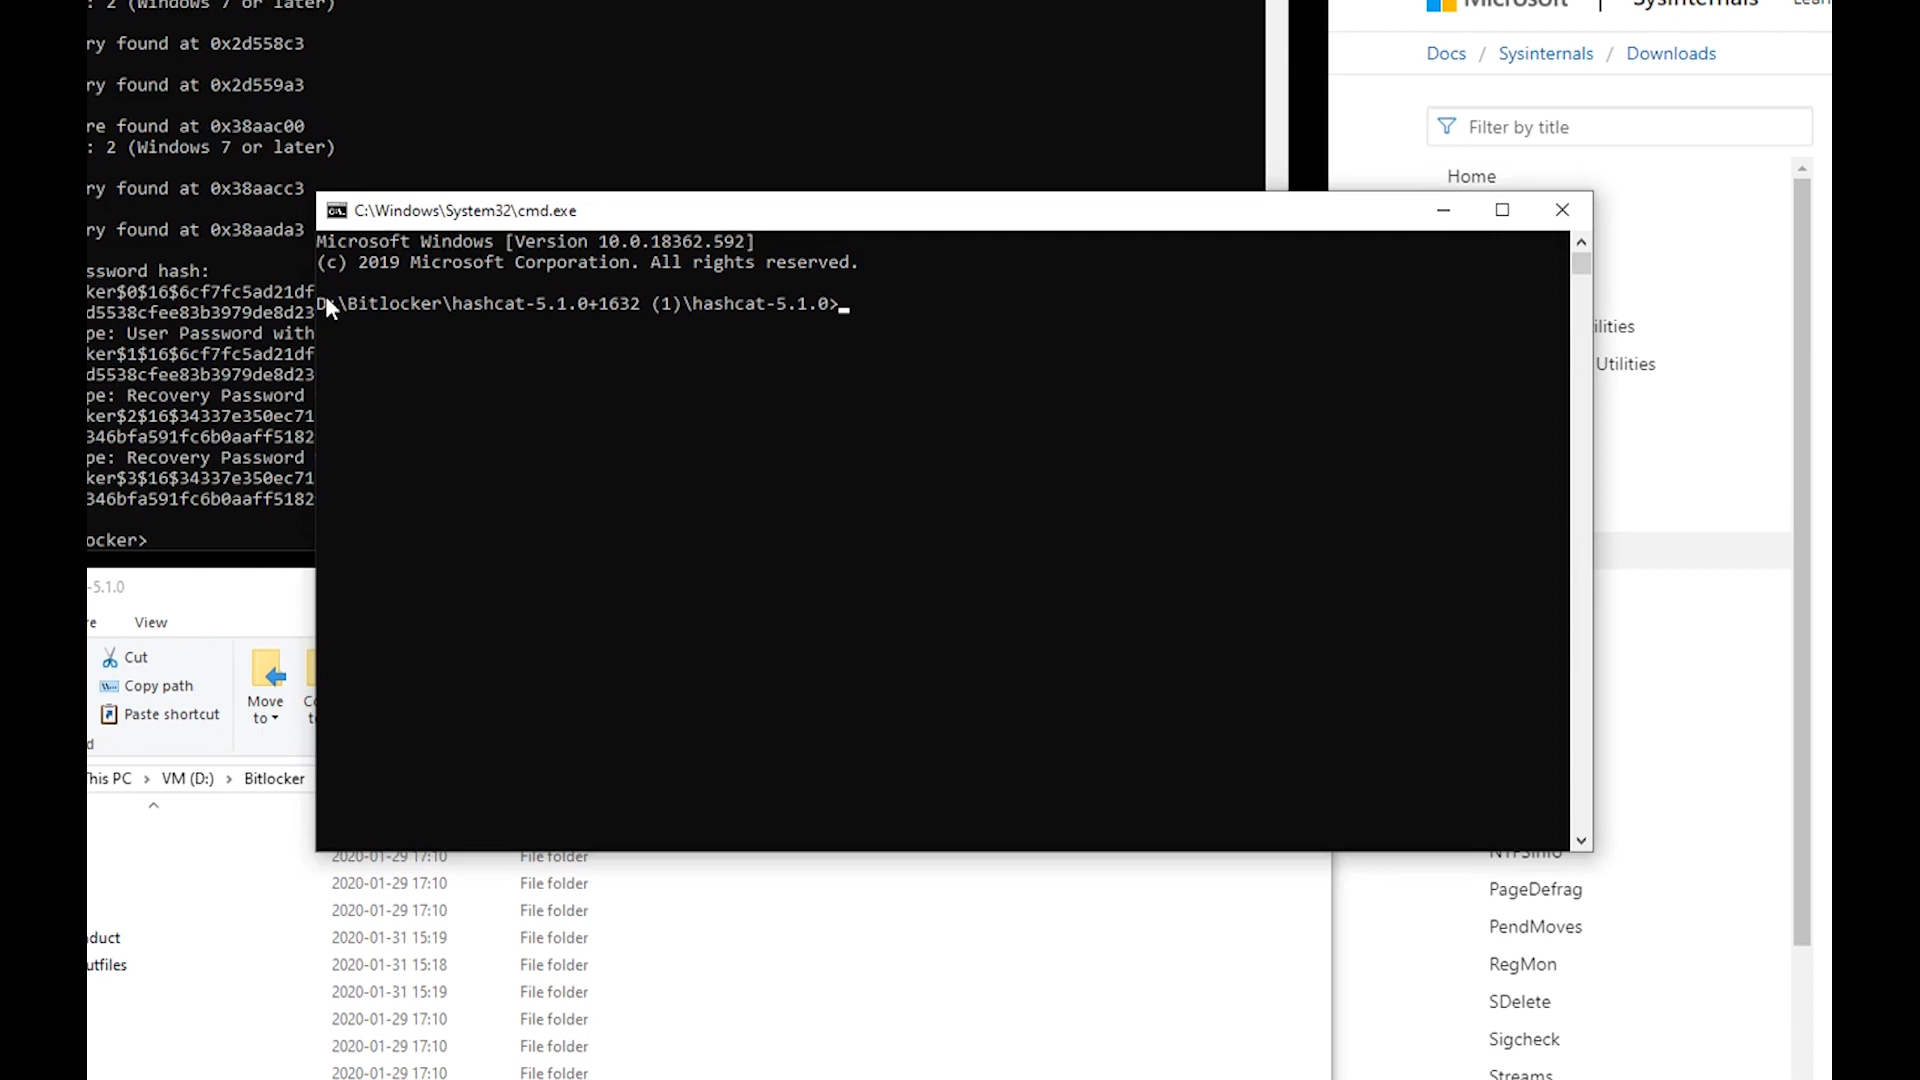 : 2 (Windows 7 or later)
ry found at 0x2d558c3
ry found at 0x2d559a3
re found at 0x38aac00
: 2 (Windows 7 or later)
ry found at 0x38aacc3
ry found at 0x38aada3
ssword hash:
ker$0$16$6cf7fc5ad21df
d5538cfee83b3979de8d23
pe: User Password with
ker$1$16$6cf7fc5ad21df
d5538cfee83b3979de8d23
pe: Recovery Password
ker$2$16$34337e350ec71
346bfa591fc6b0aaff5182
pe: Recovery Password
ker$3$16$34337e350ec71
346bfa591fc6b0aaff5182
ocker>
Microsoft | Sysinternals Lear
Docs / Sysinternals / Downloads
Filter by title
Home
C:\Windows\System32\cmd.exe
Microsoft Windows [Version 10.0.18362.592]
(c) 2019 Microsoft Corporation. All rights reserved.
D:\Bitlocker\hashcat-5.1.0+1632 (1)\hashcat-5.1.0>
ilities
Utilities
-5.1.0
re View
Cut
Copy path
Paste shortcut
Move
to
d
This PC > VM (D:) > Bitlocker
2020-01-29 17:10 File folder
2020-01-29 17:10 File folder
2020-01-29 17:10 File folder
duct 2020-01-31 15:19 File folder
utfiles 2020-01-31 15:18 File folder
2020-01-31 15:19 File folder
2020-01-29 17:10 File folder
2020-01-29 17:10 File folder
2020-01-29 17:10 File folder
NTFSInfo
PageDefrag
PendMoves
RegMon
SDelete
Sigcheck
Streams